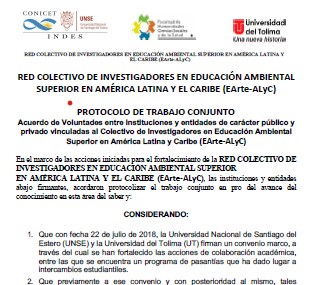 CONICET
UNSE
INDES
Facultad de
Humanidades
Ciencias Sociales
y de la Salud
Universidad
del Tolima
Una nueva historia
RED COLECTIVO DE INVESTIGADORES EN EDUCACIÓN AMBIENTAL SUPERIOR EN AMÉRICA LATINA Y
EL CARIBE (EArte-ALyC)
RED COLECTIVO DE INVESTIGADORES EN EDUCACIÓN AMBIENTAL
SUPERIOR EN AMÉRICA LATINA Y EL CARIBE (EArte-ALyC)
PROTOCOLO DE TRABAJO CONJUNTO
Acuerdo de Voluntades entre Instituciones y entidades de carácter público y
privado vinculadas al Colectivo de Investigadores en Educación Ambiental
Superior en América Latina y Caribe (EArte-ALyC)
En el marco de las acciones iniciadas para el fortalecimiento de la RED COLECTIVO DE
INVESTIGADORES EN EDUCACIÓN AMBIENTAL SUPERIOR
EN AMÉRICA LATINA Y EL CARIBE (EArte-ALyC), las instituciones y entidades
abajo firmantes, acordaron protocolizar el trabajo conjunto en pro del avance del
conocimiento en esta área del saber y:
CONSIDERANDO:
1. Que con fecha 22 de julio de 2018, la Universidad Nacional de Santiago del
Estero (UNSE) y la Universidad del Tolima (UT) firman un convenio marco, a
través del cual se han fortalecido las acciones de colaboración académica,
entre las que se encuentra un programa de pasantías que ha dado lugar a
intercambios estudiantiles.
2. Que previamente a ese convenio y con posterioridad al mismo, tales